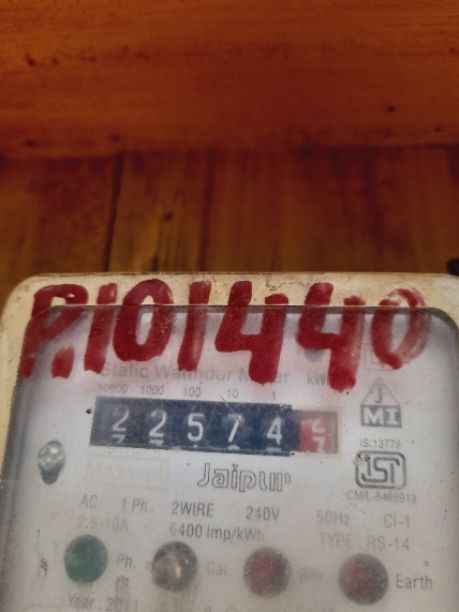 P.101440
Static Watthour Meter kWh
10000 1000 100 10 1
22574
JMI
IS:13779
Jaipur
ISI
CM/L-8469913
AC. 1 Ph. 2WIRE 240V 50Hz Cl-1
2.5-10A 6400 Imp/kWh TYPE: RS-14
Ph. Cal. Earth
Year: 2011